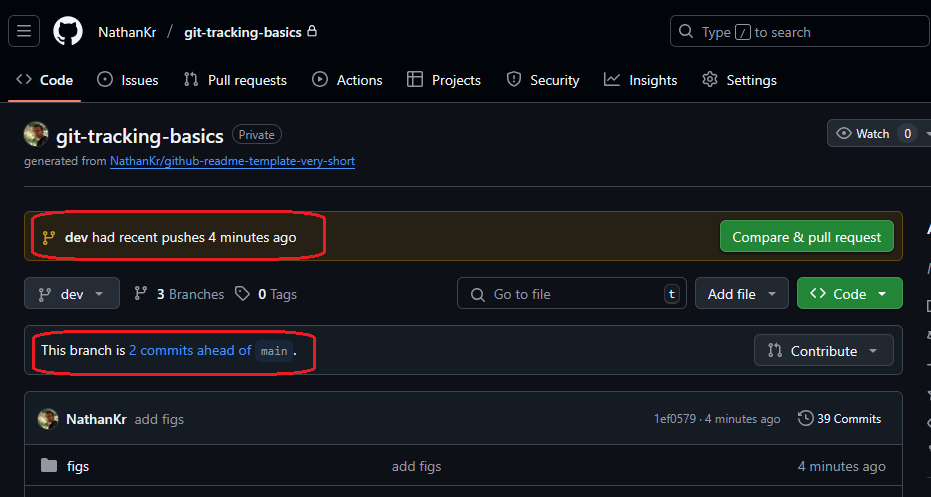 NathanKr / git-tracking-basics
Type / to search
Code Issues Pull requests Actions Projects Security Insights Settings
git-tracking-basics Private
Watch 0
generated from NathanKr/github-readme-template-very-short
dev had recent pushes 4 minutes ago
Compare & pull request
dev 3 Branches 0 Tags
Go to file t
Add file
Code
This branch is 2 commits ahead of main.
Contribute
NathanKr add figs 1ef0579 · 4 minutes ago 39 Commits
figs add figs 4 minutes ago